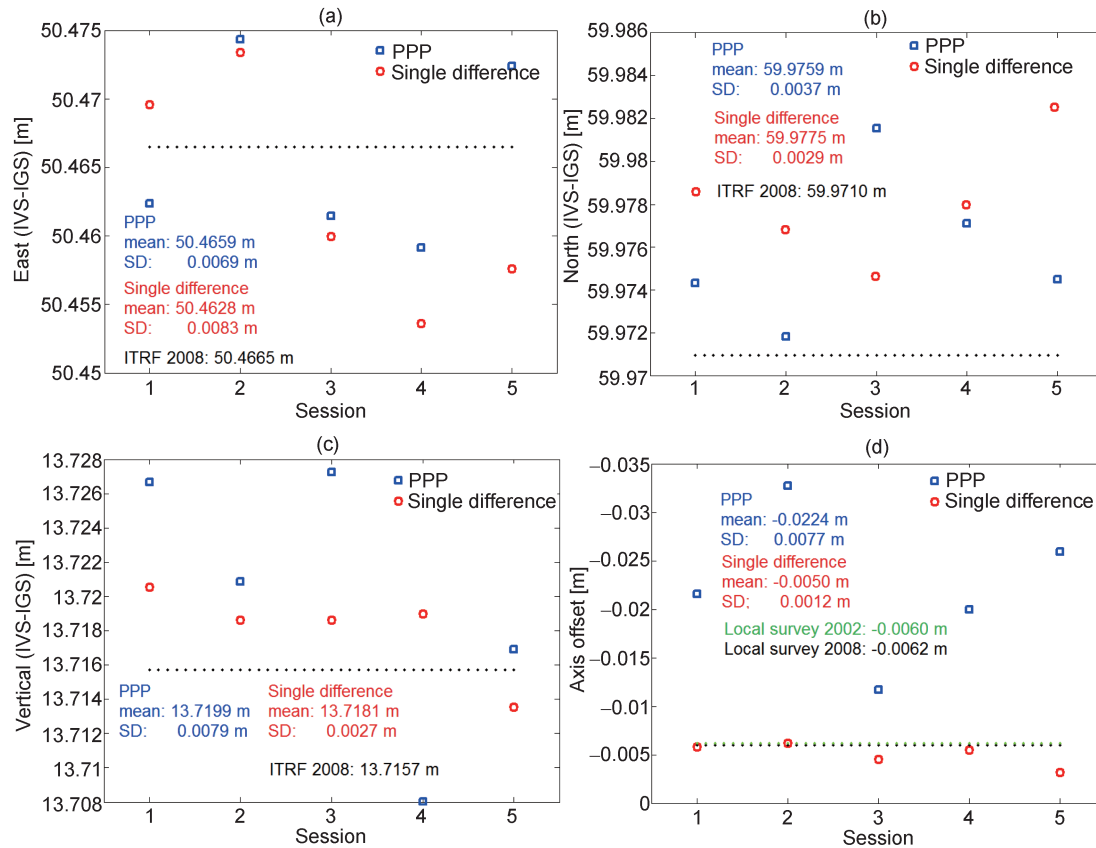 (a)
50.475
50.47
50.465
50.46
50.455
50.45
East (IVS-IGS) [m]
PPP
Single difference
PPP
mean: 50.4659 m
SD: 0.0069 m
Single difference
mean: 50.4628 m
SD: 0.0083 m
ITRF 2008: 50.4665 m
1 2 3 4 5
Session
(b)
59.986
59.984
59.982
59.98
59.978
59.976
59.974
59.972
59.97
North (IVS-IGS) [m]
PPP
Single difference
PPP
mean: 59.9759 m
SD: 0.0037 m
Single difference
mean: 59.9775 m
SD: 0.0029 m
ITRF 2008: 59.9710 m
1 2 3 4 5
Session
(c)
13.728
13.726
13.724
13.722
13.72
13.718
13.716
13.714
13.712
13.71
13.708
Vertical (IVS-IGS) [m]
PPP
Single difference
PPP
mean: 13.7199 m
SD: 0.0079 m
Single difference
mean: 13.7181 m
SD: 0.0027 m
ITRF 2008: 13.7157 m
1 2 3 4 5
Session
(d)
−0.035
−0.03
−0.025
−0.02
−0.015
−0.01
−0.005
0
Axis offset [m]
PPP
Single difference
PPP
mean: -0.0224 m
SD: 0.0077 m
Single difference
mean: -0.0050 m
SD; 0.0012 m
Local survey 2002: -0.0060 m
Local survey 2008: -0.0062 m
1 2 3 4 5
Session